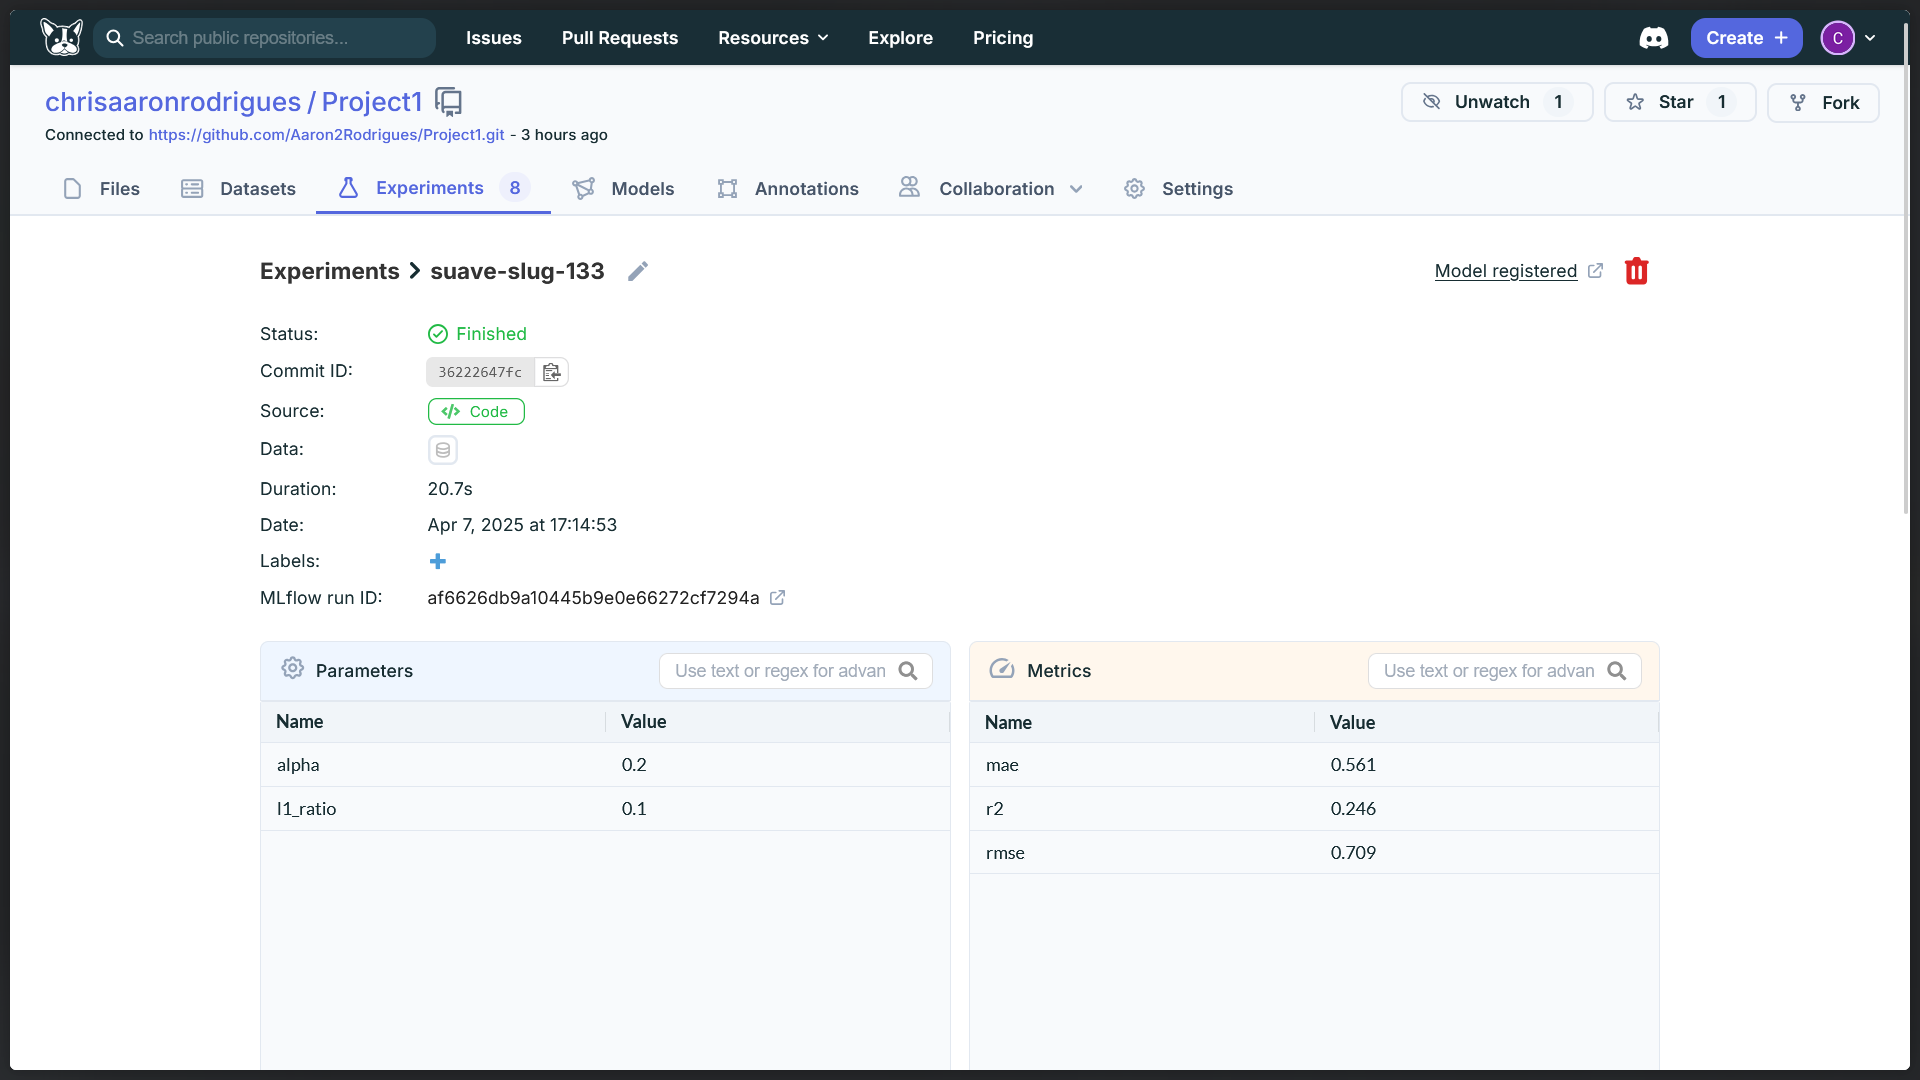 Search public repositories...
Issues
Pull Requests
Resources
Explore
Pricing
Create +
C
chrisaaronrodrigues / Project1
Unwatch 1
Star 1
Fork
Connected to https://github.com/Aaron2Rodrigues/Project1.git - 3 hours ago
Files
Datasets
Experiments 8
Models
Annotations
Collaboration
Settings
Experiments > suave-slug-133
Model registered
Status: Finished
Commit ID: 36222647fc
Source: </> Code
Data:
Duration: 20.7s
Date: Apr 7, 2025 at 17:14:53
Labels: +
MLflow run ID: af6626db9a10445b9e0e66272cf7294a
Parameters
Use text or regex for advan
Name Value
alpha 0.2
l1_ratio 0.1
Metrics
Use text or regex for advan
Name Value
mae 0.561
r2 0.246
rmse 0.709